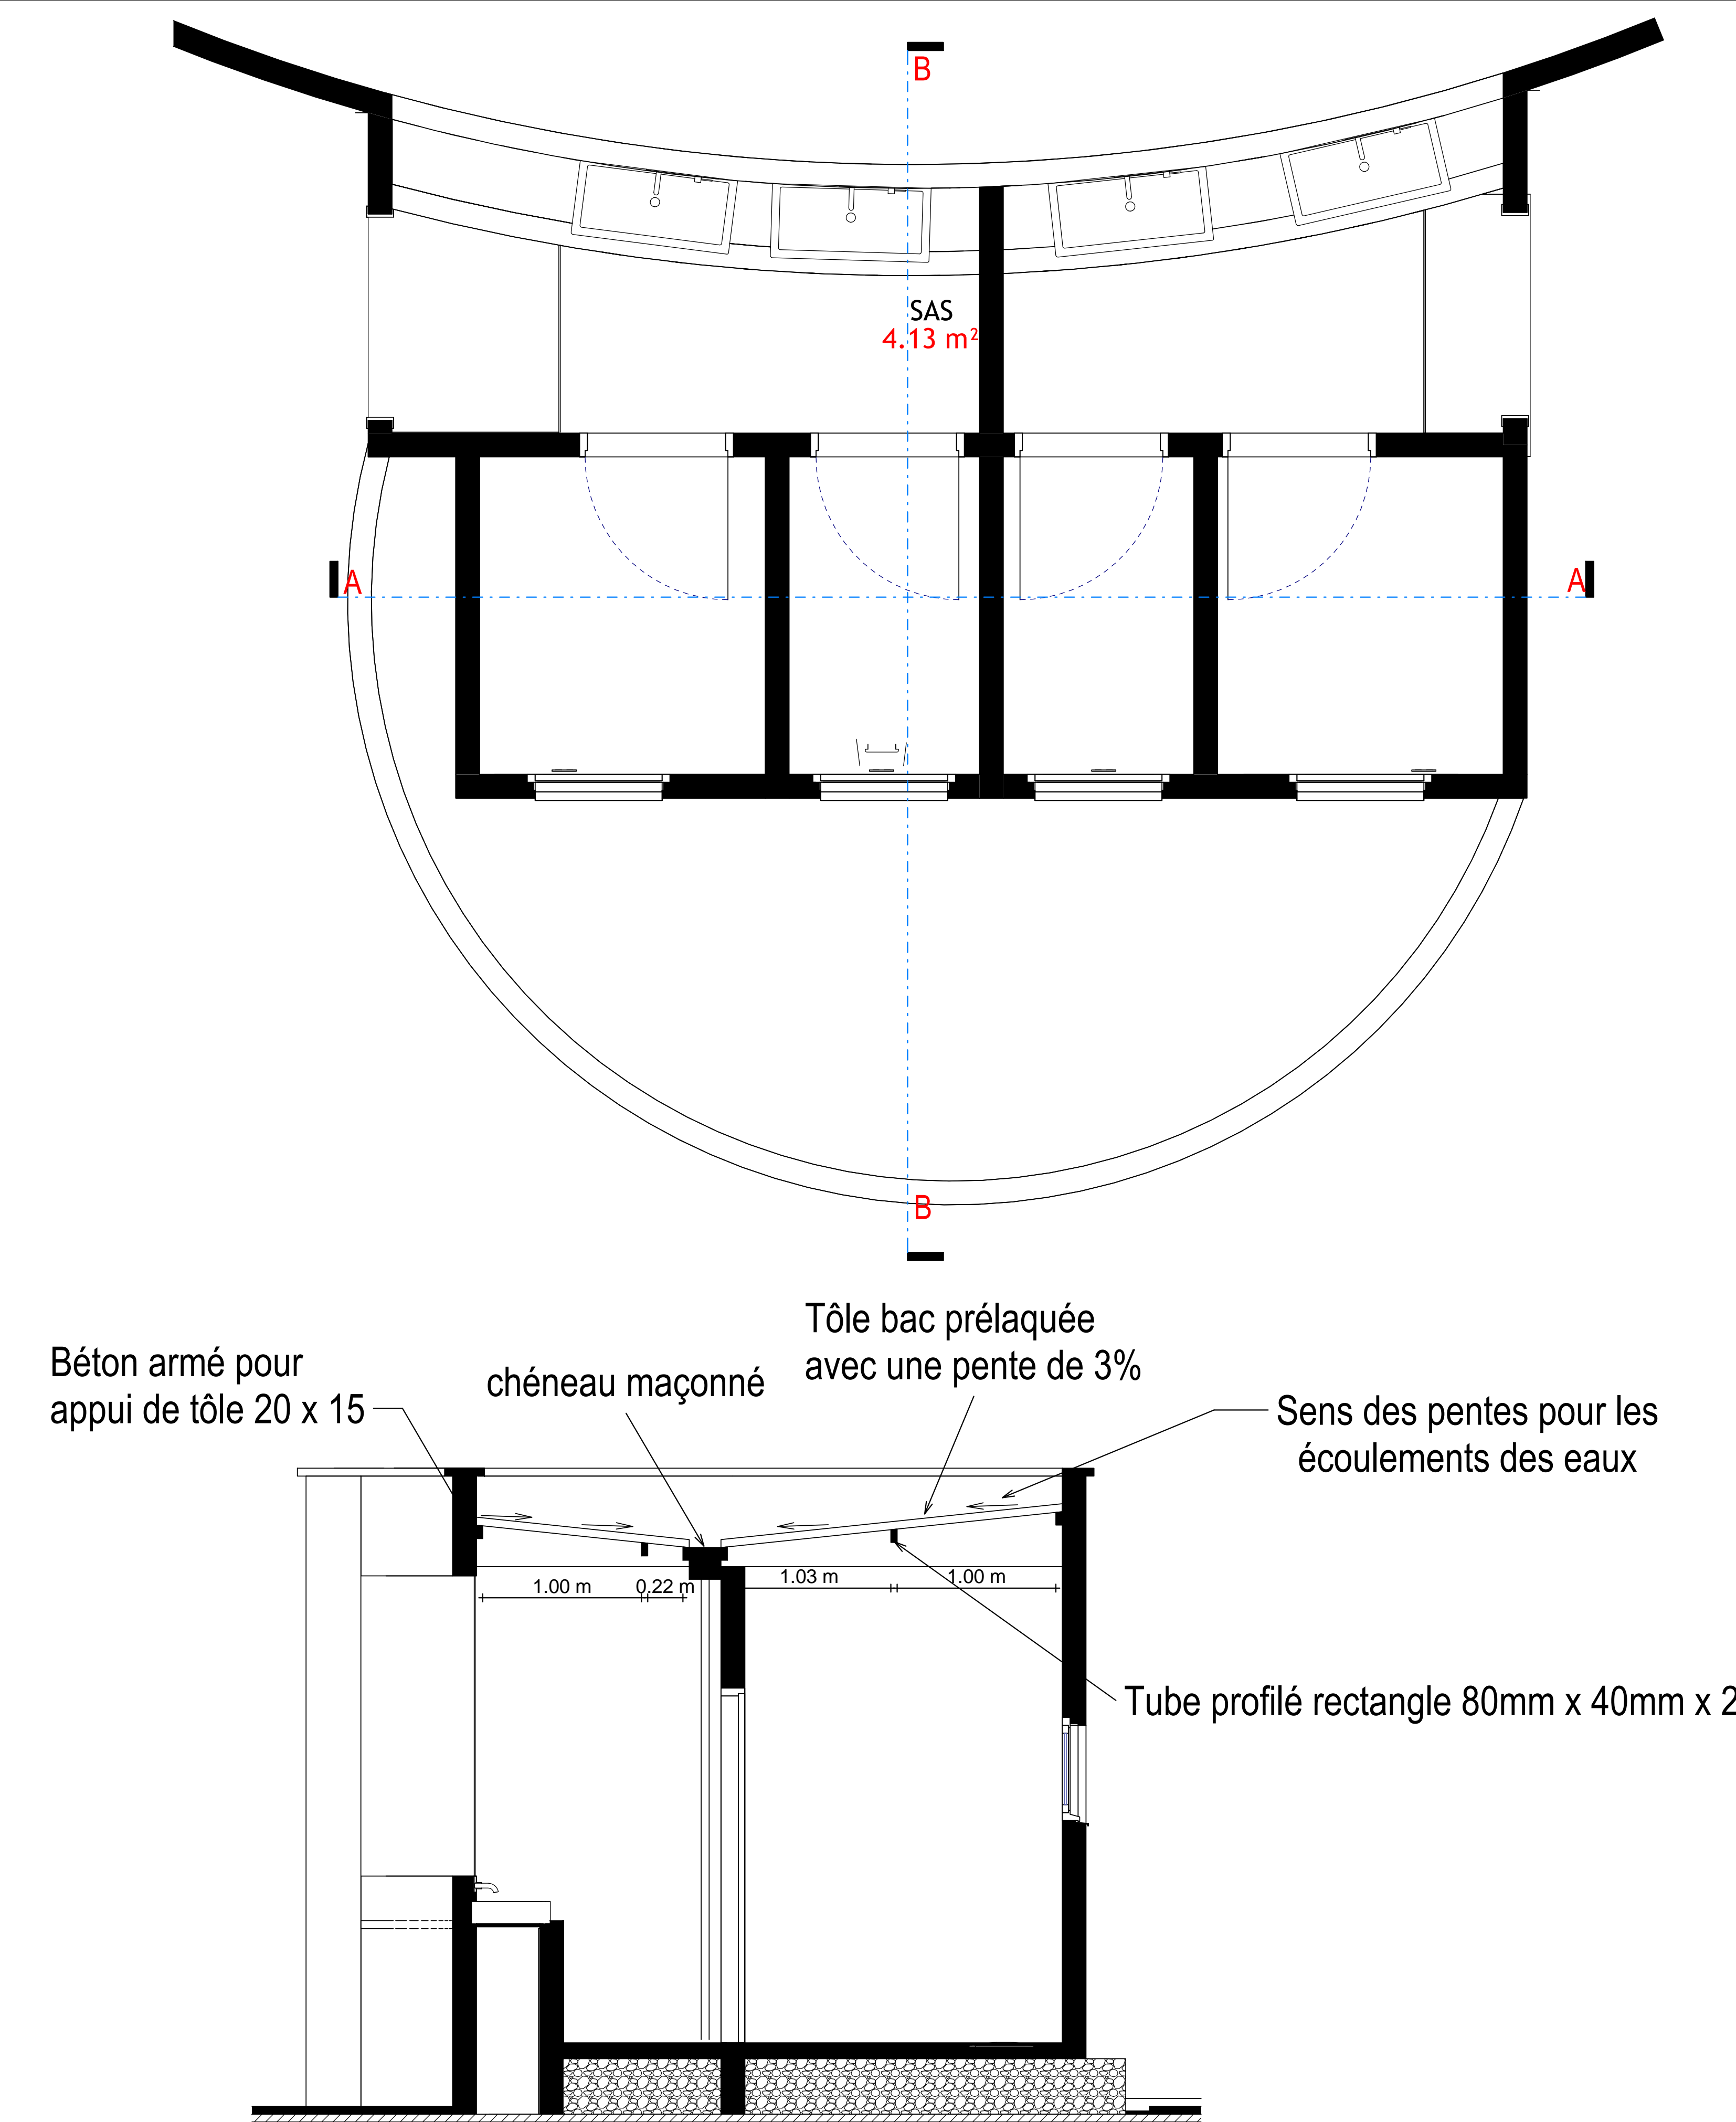 B
SAS
4.13 m²
A
A
B
Tôle bac prélaquée
avec une pente de 3%
Béton armé pour
appui de tôle 20 x 15
chéneau maçonné
Sens des pentes pour les
écoulements des eaux
1.00 m
0.22 m
1.03 m
1.00 m
Tube profilé rectangle 80mm x 40mm x 2